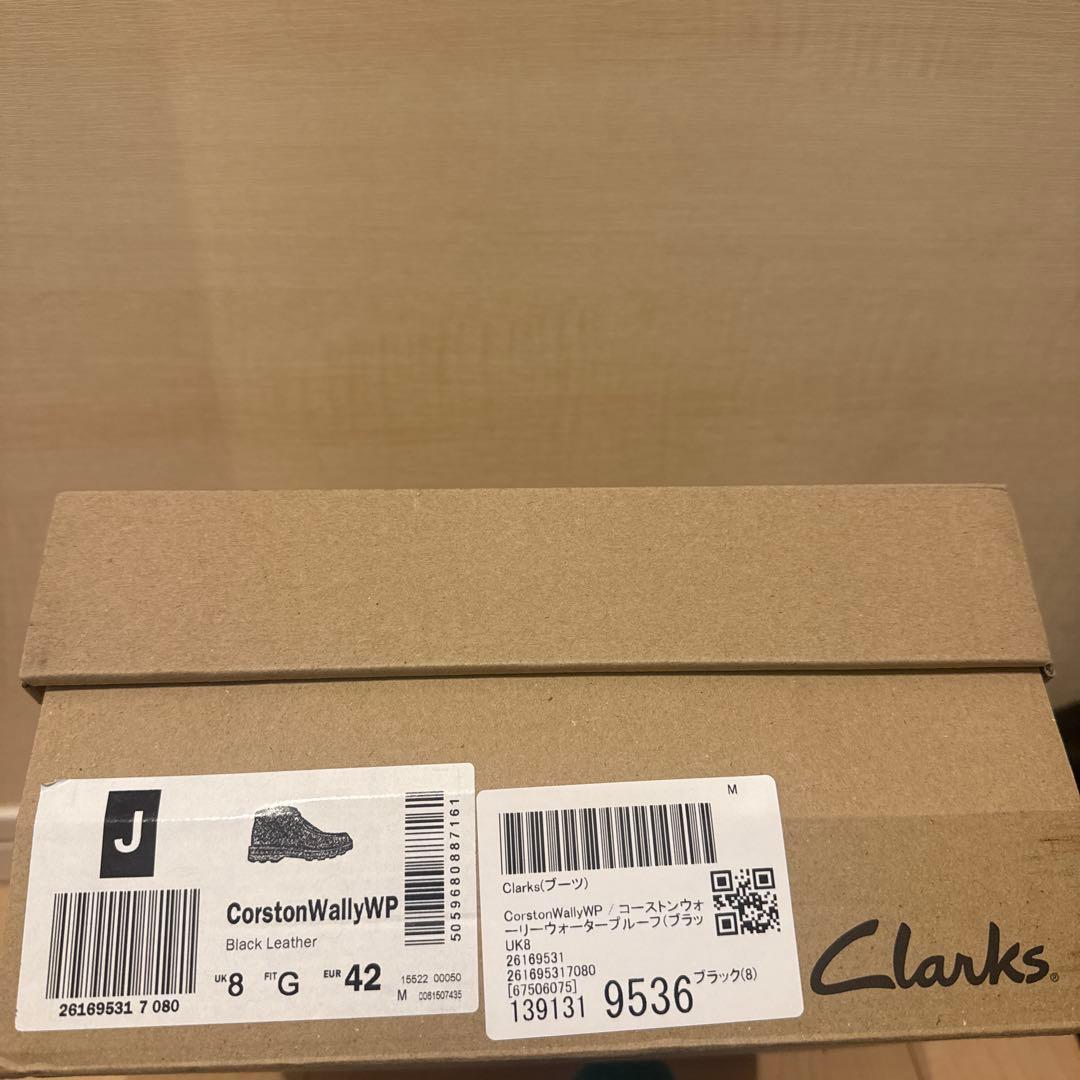 J
CorstonWallyWP
Black Leather
UK 8 FIT G EUR 42
15522 00050
M 0061507435
26169531 7 080
5059680887161
M
Clarks(ブーツ)
CorstonWallyWP / コーストンウォ
ーリーウォータープルーフ(ブラッ
UK8
26169531
261695317080
[67506075]
139131 9536 ブラック(8)
Clarks